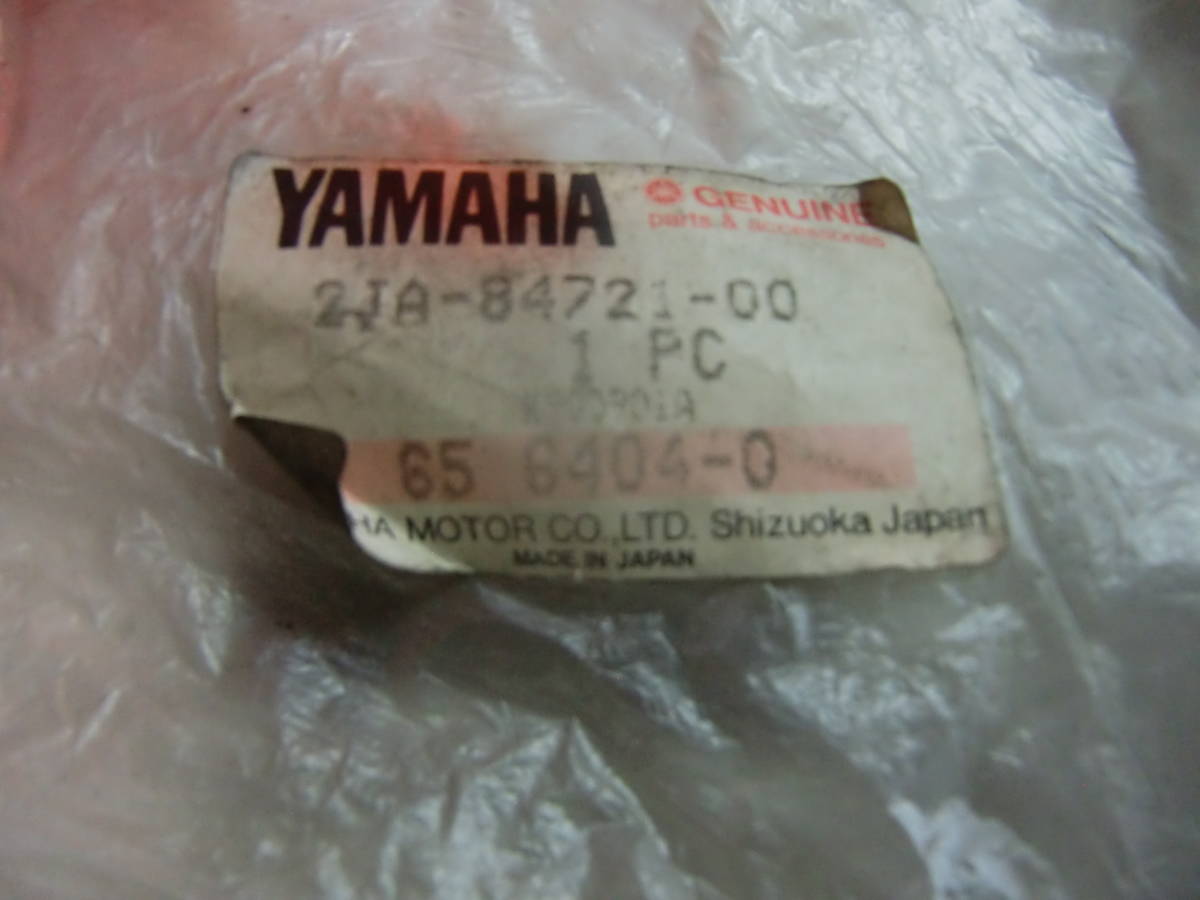 YAMAHA GENUINE
parts & accessories
2JA-84721-00
1 PC
65 6404-0
HA MOTOR CO.,LTD. Shizuoka Japan
MADE IN JAPAN